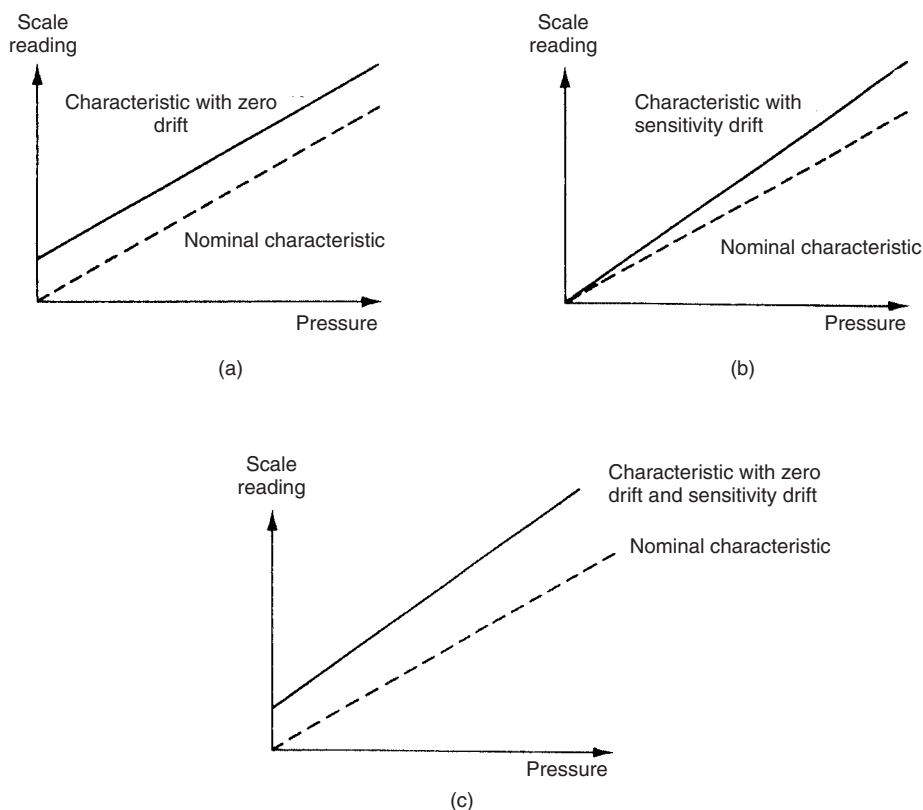 Scale
reading
Characteristic with zero
drift
Nominal characteristic
Pressure
(a)
Scale
reading
Characteristic with
sensitivity drift
Nominal characteristic
Pressure
(b)
Scale
reading
Characteristic with zero
drift and sensitivity drift
Nominal characteristic
Pressure
(c)